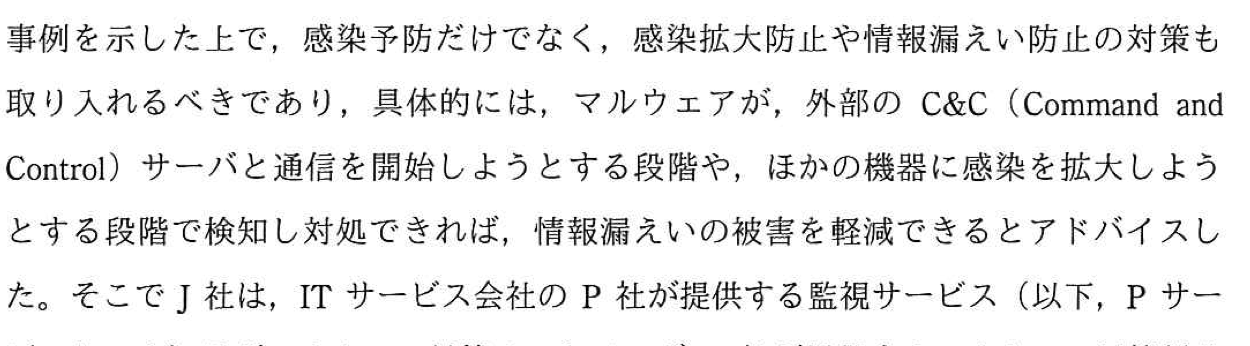 事例を示した上で，感染予防だけでなく，感染拡大防止や情報漏えい防止の対策も
取り入れるべきであり，具体的には，マルウェアが，外部の C&C（Command and
Control）サーバと通信を開始しようとする段階や，ほかの機器に感染を拡大しよう
とする段階で検知し対処できれば，情報漏えいの被害を軽減できるとアドバイスし
た。そこで J 社は，IT サービス会社の P 社が提供する監視サービス（以下，P サー